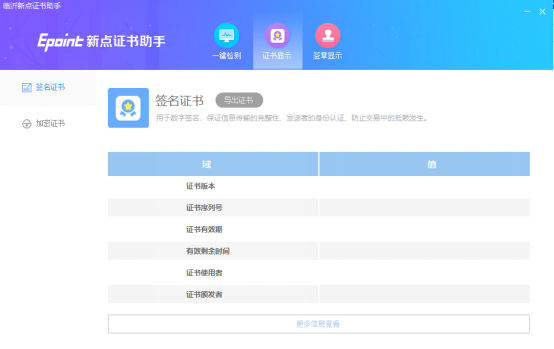 临沂新点证书助手
Epoint 新点证书助手
一键检测
证书显示
签章显示
签名证书
加密证书
签名证书
导出证书
用于数字签名，保证信息传输的完整性、发送者的身份认证、防止交易中的抵赖发生。
域
值
证书版本
证书序列号
证书有效期
有效剩余时间
证书使用者
证书颁发者
更多信息查看